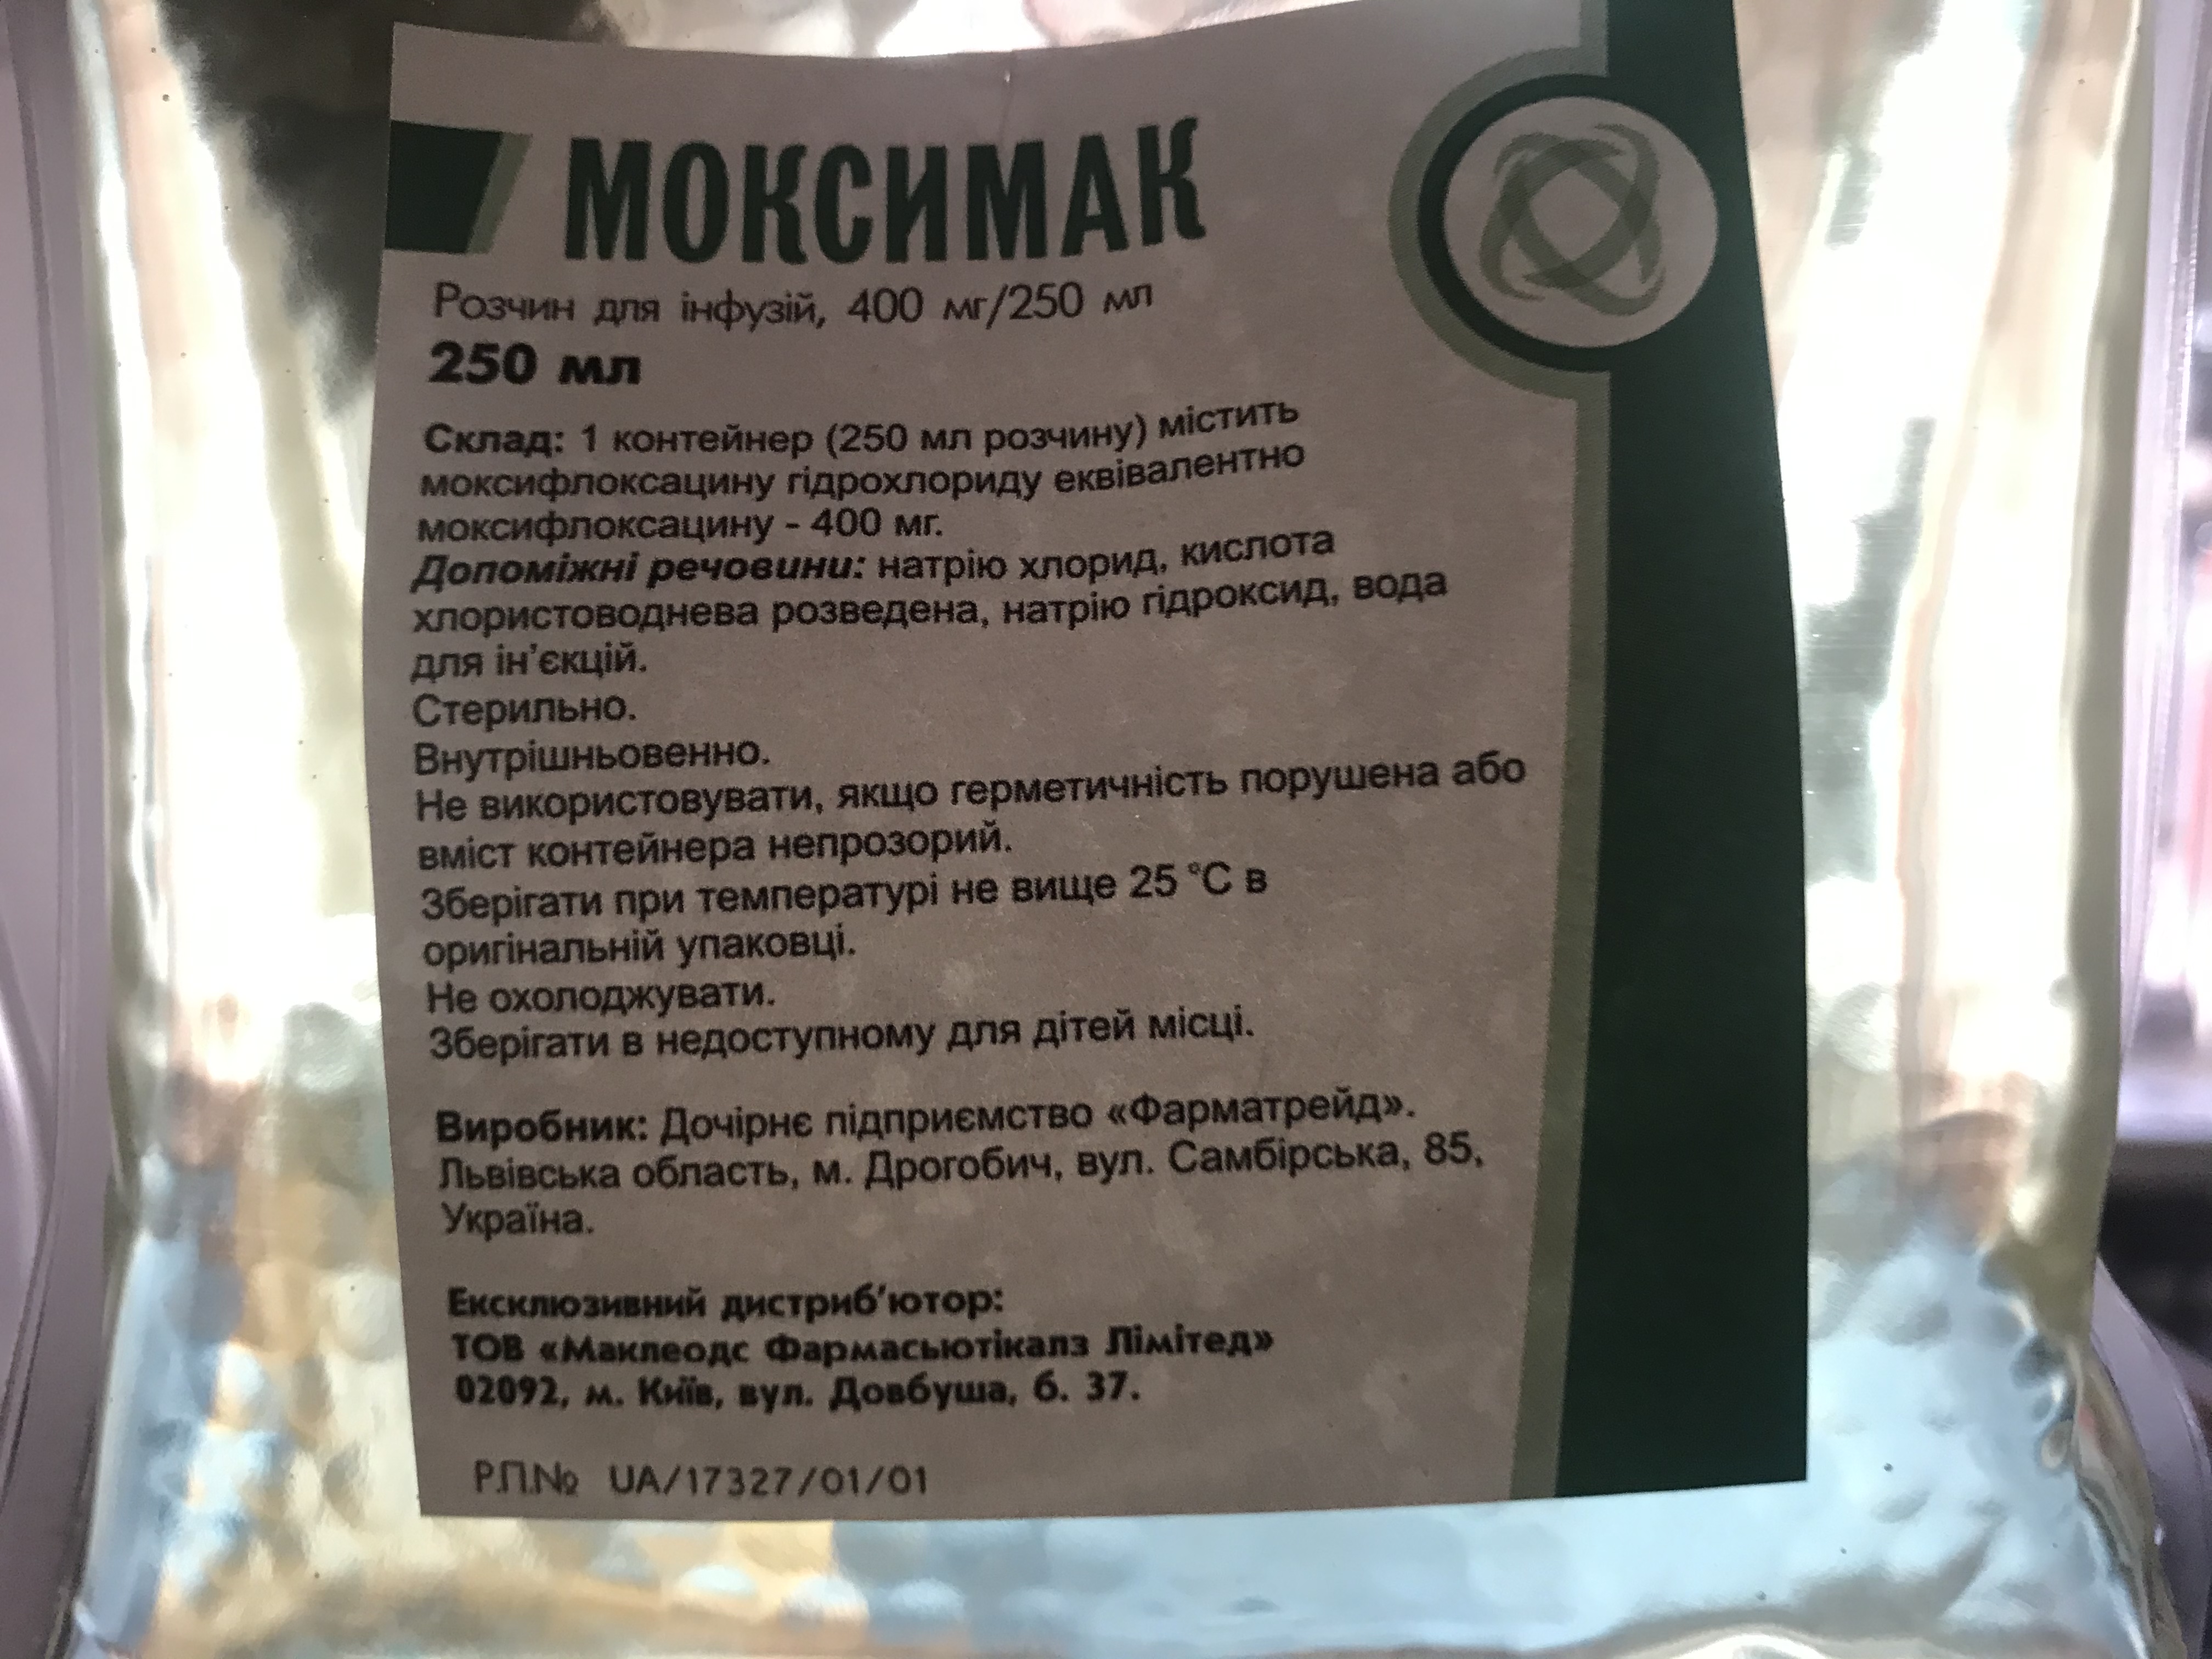 МОКСИМАК
Розчин для інфузій, 400 мг/250 мл
250 мл
Склад: 1 контейнер (250 мл розчину) містить
моксифлоксацину гідрохлориду еквівалентно
моксифлоксацину - 400 мг.
Допоміжні речовини: натрію хлорид, кислота
хлористоводнева розведена, натрію гідроксид, вода
для ін'єкцій.
Стерильно.
Внутрішньовенно.
Не використовувати, якщо герметичність порушена або
вміст контейнера непрозорий.
Зберігати при температурі не вище 25 °С в
оригінальній упаковці.
Не охолоджувати.
Зберігати в недоступному для дітей місці.
Виробник: Дочірнє підприємство «Фарматрейд».
Львівська область, м. Дрогобич, вул. Самбірська, 85,
Україна.
Ексклюзивний дистриб'ютор:
ТОВ «Маклеодс Фармасьютікалз Лімітед»
02092, м. Київ, вул. Довбуша, б. 37.
Р.П.№ UA/17327/01/01